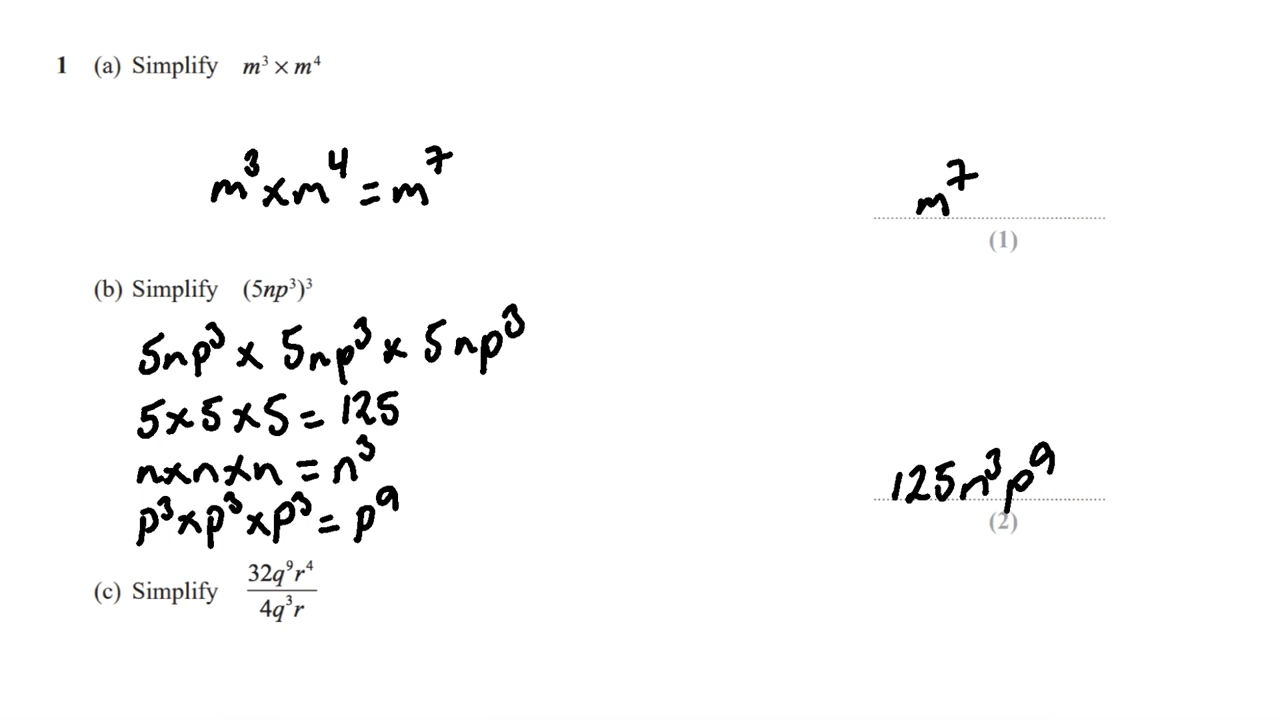 1 (a) Simplify m³ × m⁴
m³ × m⁴ = m⁷
m⁷
(1)
(b) Simplify (5np³)³
5np³ × 5np³ × 5np³
5 × 5 × 5 = 125
n × n × n = n³
125n³p⁹
p³ × p³ × p³ = p⁹
(2)
(c) Simplify 32q⁹r⁴ / 4q³r